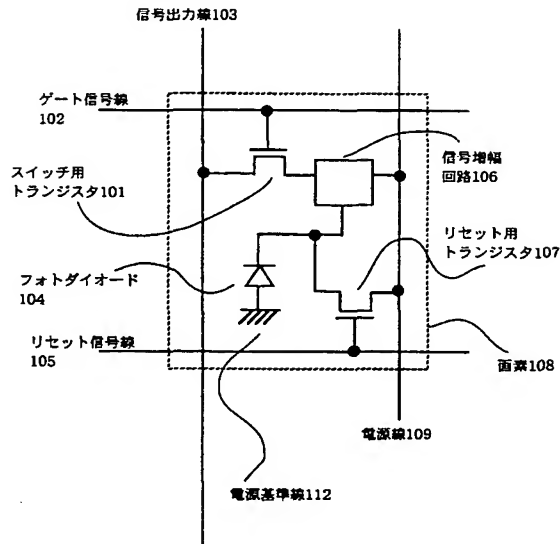 信号出力線103
ゲート信号線
102
スイッチ用
トランジスタ101
信号増幅
回路106
リセット用
トランジスタ107
フォトダイオード
104
リセット信号線
105
画素108
電源線109
電源基準線112